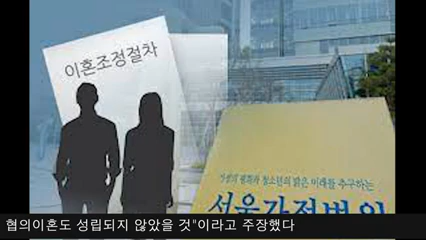 이혼조정절차
가정의 평화와 청소년의 밝은 미래를 추구하는
서울가정법원
협의이혼도 성립되지 않았을 것"이라고 주장했다